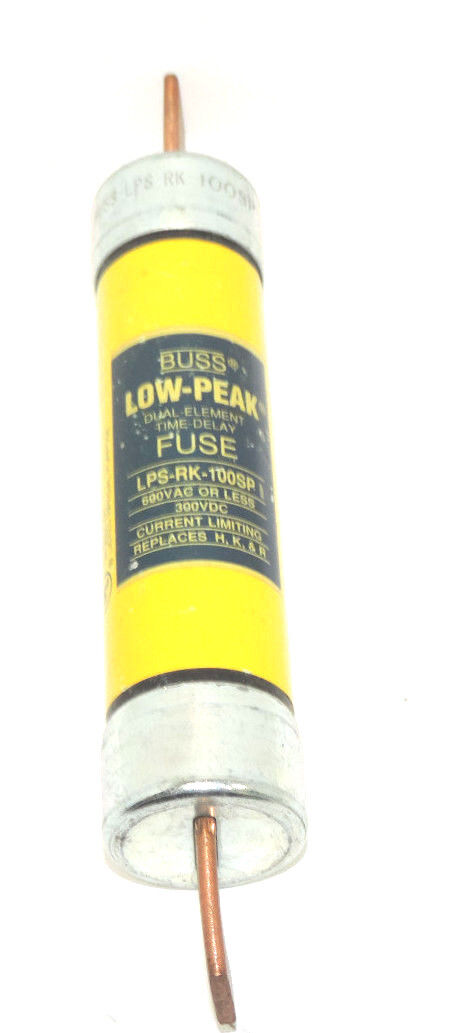 LPS RK 100SP
BUSS®
LOW-PEAK
DUAL-ELEMENT
TIME-DELAY
FUSE
LPS-RK-100SP
600VAC OR LESS
300VDC
CURRENT LIMITING
REPLACES H, K, & R